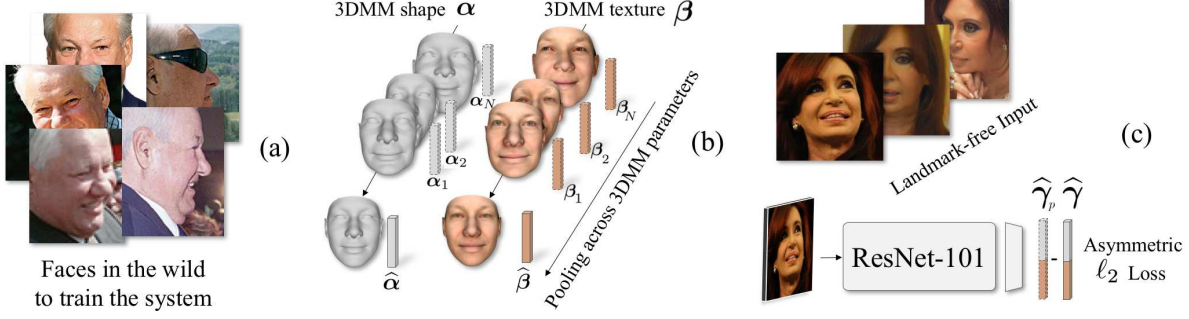 Faces in the wild
to train the system
(a)
3DMM shape α
3DMM texture β
α_N
α_2
α_1
β_N
β_2
β_1
α̂
β̂
Pooling across 3DMM parameters
(b)
Landmark-free Input
(c)
ResNet-101
γ̂_p - γ̂
Asymmetric
ℓ_2 Loss